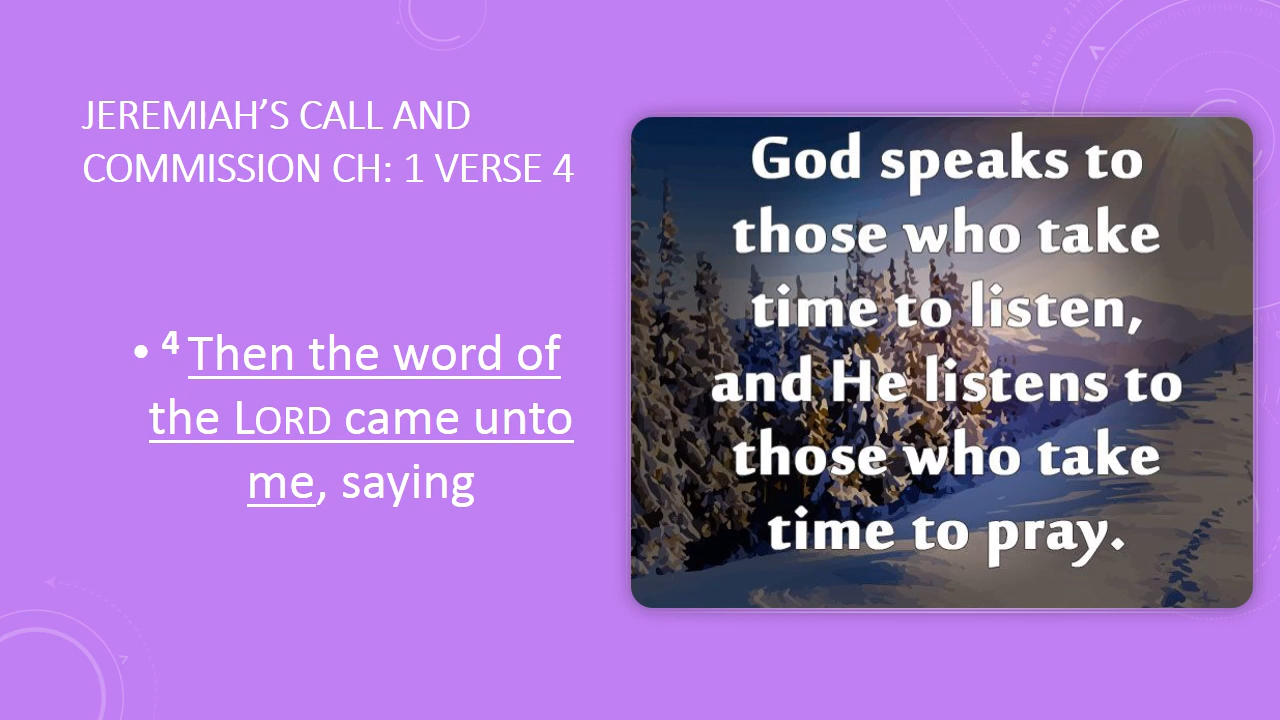 JEREMIAH’S CALL AND
COMMISSION CH: 1 VERSE 4
• 4 Then the word of
the LORD came unto
me, saying
God speaks to
those who take
time to listen,
and He listens to
those who take
time to pray.